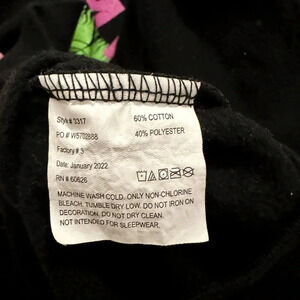 Style# 3317
60% COTTON
PO # W5702888
40% POLYESTER
Factory # 3
Date: January 2022
RN # 60826
MACHINE WASH COLD. ONLY NON-CHLORINE
BLEACH, TUMBLE DRY LOW. DO NOT IRON ON
DECORATION. DO NOT DRY CLEAN.
NOT INTENDED FOR SLEEPWEAR.